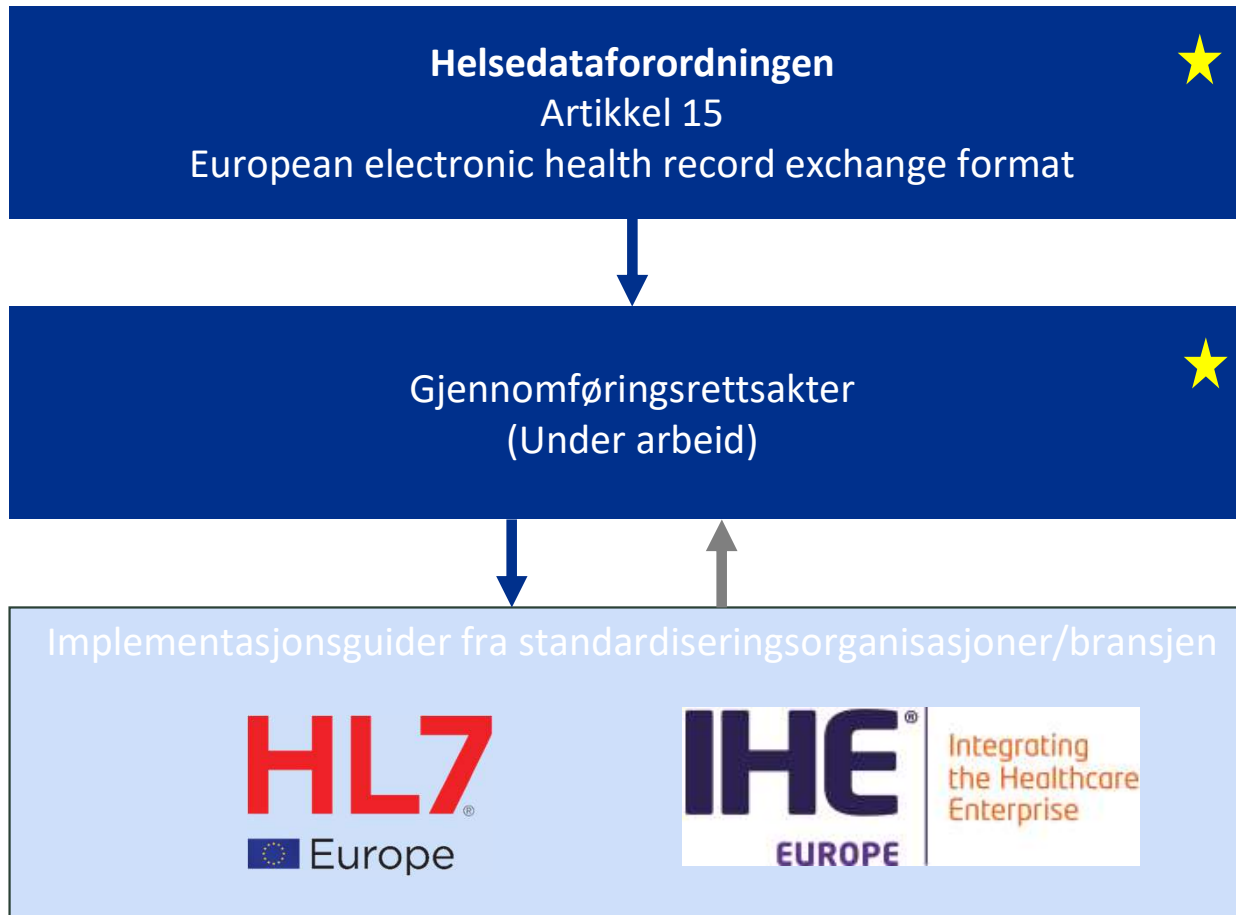 Helsedataforordningen
Artikkel 15
European electronic health record exchange format
Gjennomføringsrettsakter
(Under arbeid)
Implementasjonsguider fra standardiseringsorganisasjoner/bransjen
HL7®
Europe
IHE®
EUROPE
Integrating
the Healthcare
Enterprise